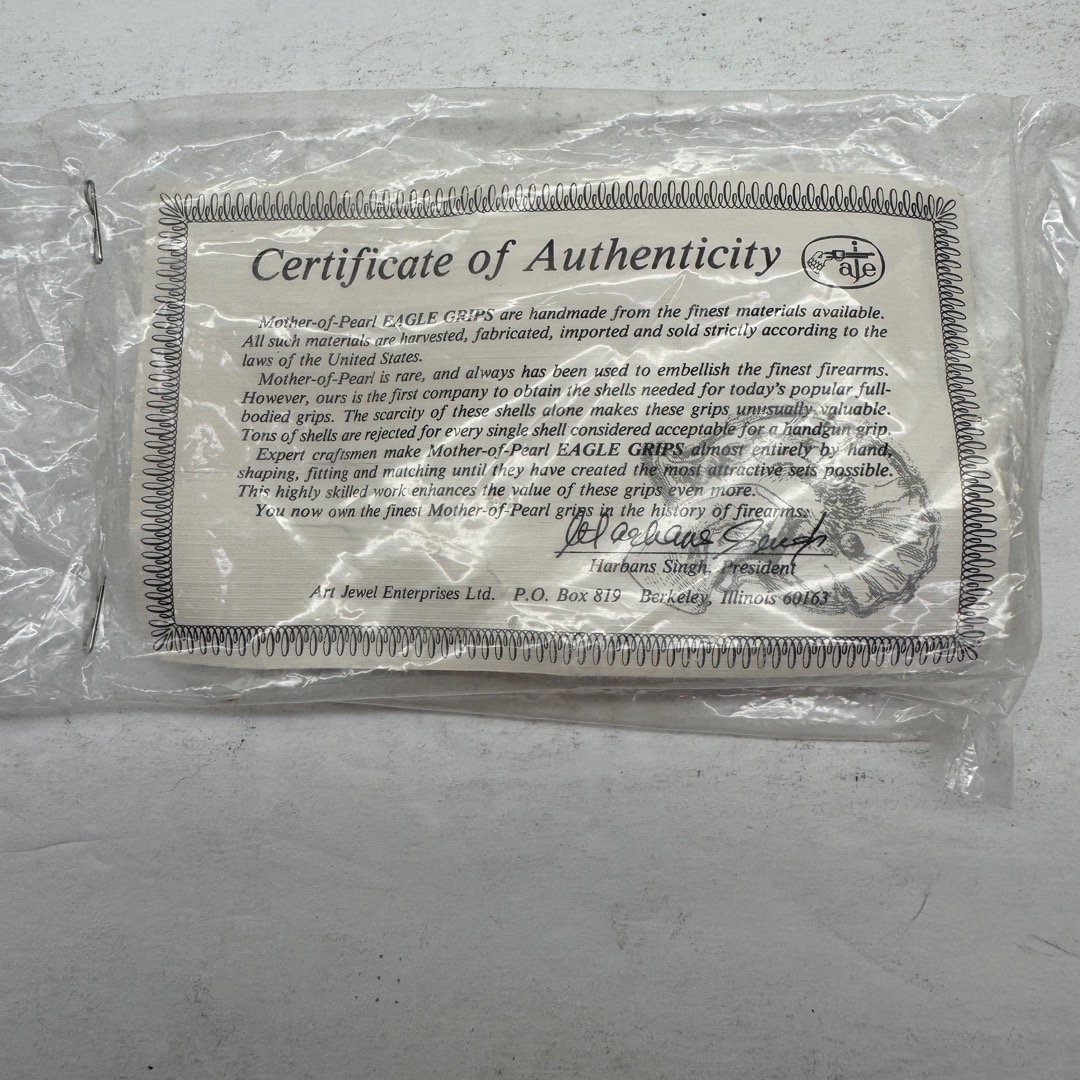 Certificate of Authenticity
aje
Mother-of-Pearl EAGLE GRIPS are handmade from the finest materials available.
All such materials are harvested, fabricated, imported and sold strictly according to the
laws of the United States.
Mother-of-Pearl is rare, and always has been used to embellish the finest firearms.
However, ours is the first company to obtain the shells needed for today's popular full-
bodied grips. The scarcity of these shells alone makes these grips unusually valuable.
Tons of shells are rejected for every single shell considered acceptable for a handgun grip.
Expert craftsmen make Mother-of-Pearl EAGLE GRIPS almost entirely by hand,
shaping, fitting and matching until they have created the most attractive sets possible.
This highly skilled work enhances the value of these grips even more.
You now own the finest Mother-of-Pearl grips in the history of firearms.
Harbans Singh
Harbans Singh, President
Art Jewel Enterprises Ltd. P.O. Box 819 Berkeley, Illinois 60163